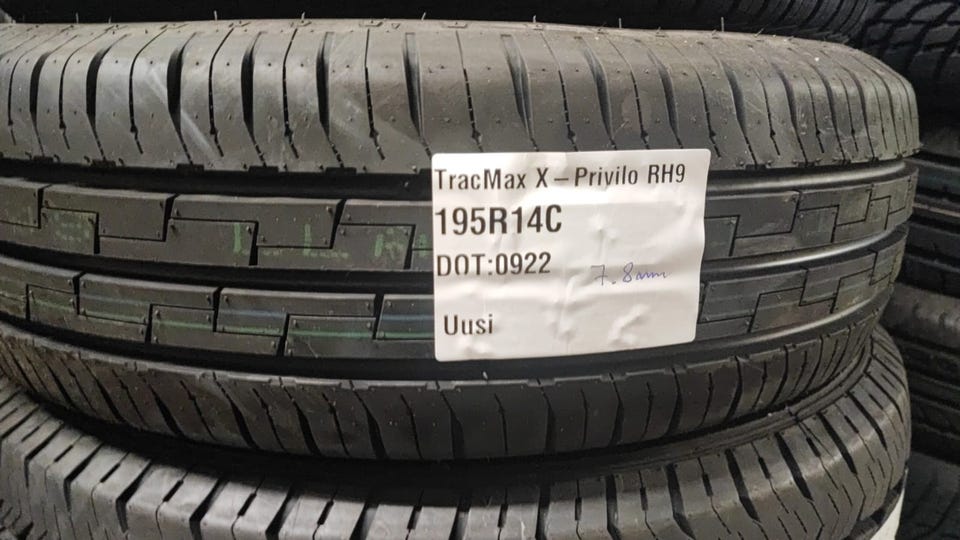 TracMax X-Privilo RH9
195R14C
DOT:0922
7.8mm
Uusi